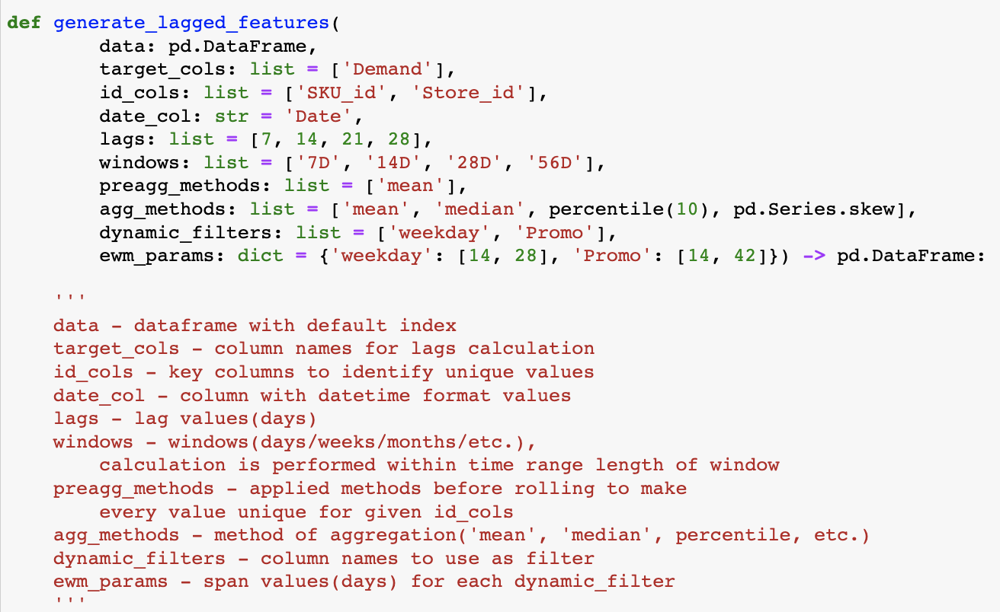 def generate_lagged_features(
        data: pd.DataFrame,
        target_cols: list = ['Demand'],
        id_cols: list = ['SKU_id', 'Store_id'],
        date_col: str = 'Date',
        lags: list = [7, 14, 21, 28],
        windows: list = ['7D', '14D', '28D', '56D'],
        preagg_methods: list = ['mean'],
        agg_methods: list = ['mean', 'median', percentile(10), pd.Series.skew],
        dynamic_filters: list = ['weekday', 'Promo'],
        ewm_params: dict = {'weekday': [14, 28], 'Promo': [14, 42]}) -> pd.DataFrame:
    '''
    data - dataframe with default index
    target_cols - column names for lags calculation
    id_cols - key columns to identify unique values
    date_col - column with datetime format values
    lags - lag values(days)
    windows - windows(days/weeks/months/etc.),
        calculation is performed within time range length of window
    preagg_methods - applied methods before rolling to make
        every value unique for given id_cols
    agg_methods - method of aggregation('mean', 'median', percentile, etc.)
    dynamic_filters - column names to use as filter
    ewm_params - span values(days) for each dynamic_filter
    '''